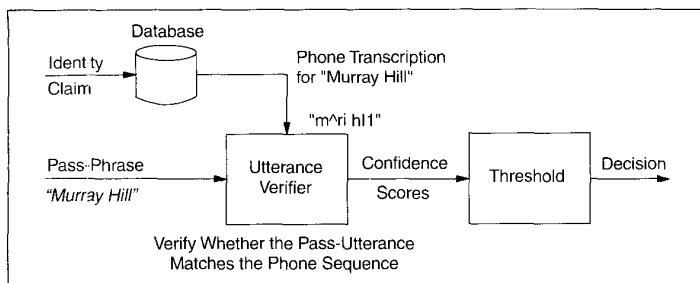 Database
Identity
Claim
Phone Transcription
for "Murray Hill"
"m^ri hI1"
Pass-Phrase
"Murray Hill"
Utterance
Verifier
Confidence
Scores
Threshold
Decision
Verify Whether the Pass-Utterance
Matches the Phone Sequence